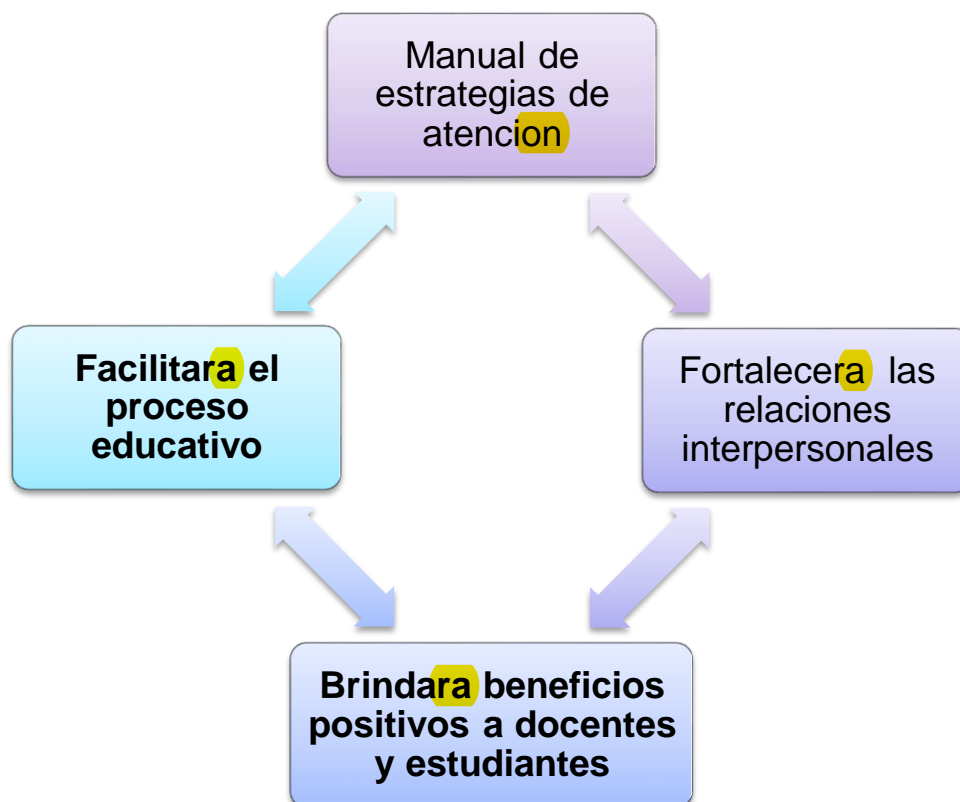 Manual de
estrategias de
atencion
Facilitara el
proceso
educativo
Fortalecera las
relaciones
interpersonales
Brindara beneficios
positivos a docentes
y estudiantes